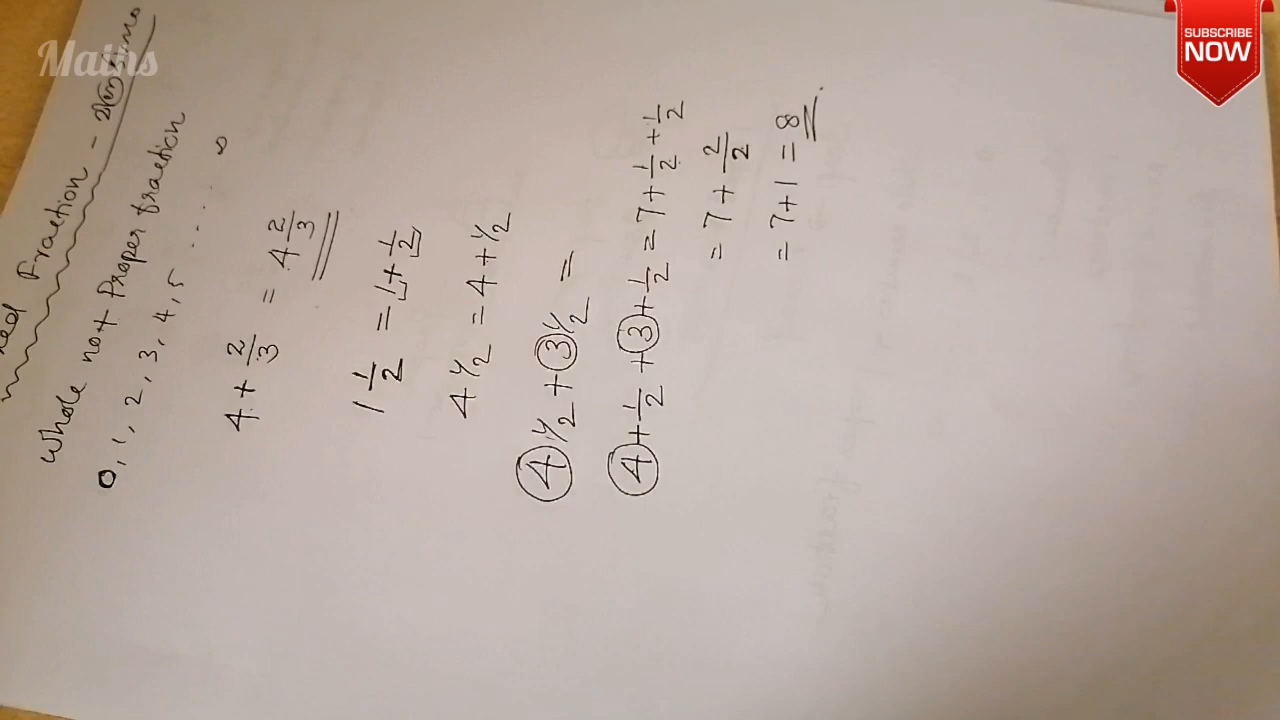 Maths
SUBSCRIBE
NOW
Fraction -
Whole no+ Proper fraction
0, 1, 2, 3, 4, 5 .... ∞
4 + 2/3 = 4 2/3
1 1/2 = 1 + 1/2
4 1/2 = 4 + 1/2
4 1/2 + 3 1/2 =
4 + 1/2 + 3 + 1/2 = 7 + 1/2 + 1/2
= 7 + 2/2
= 7 + 1 = 8